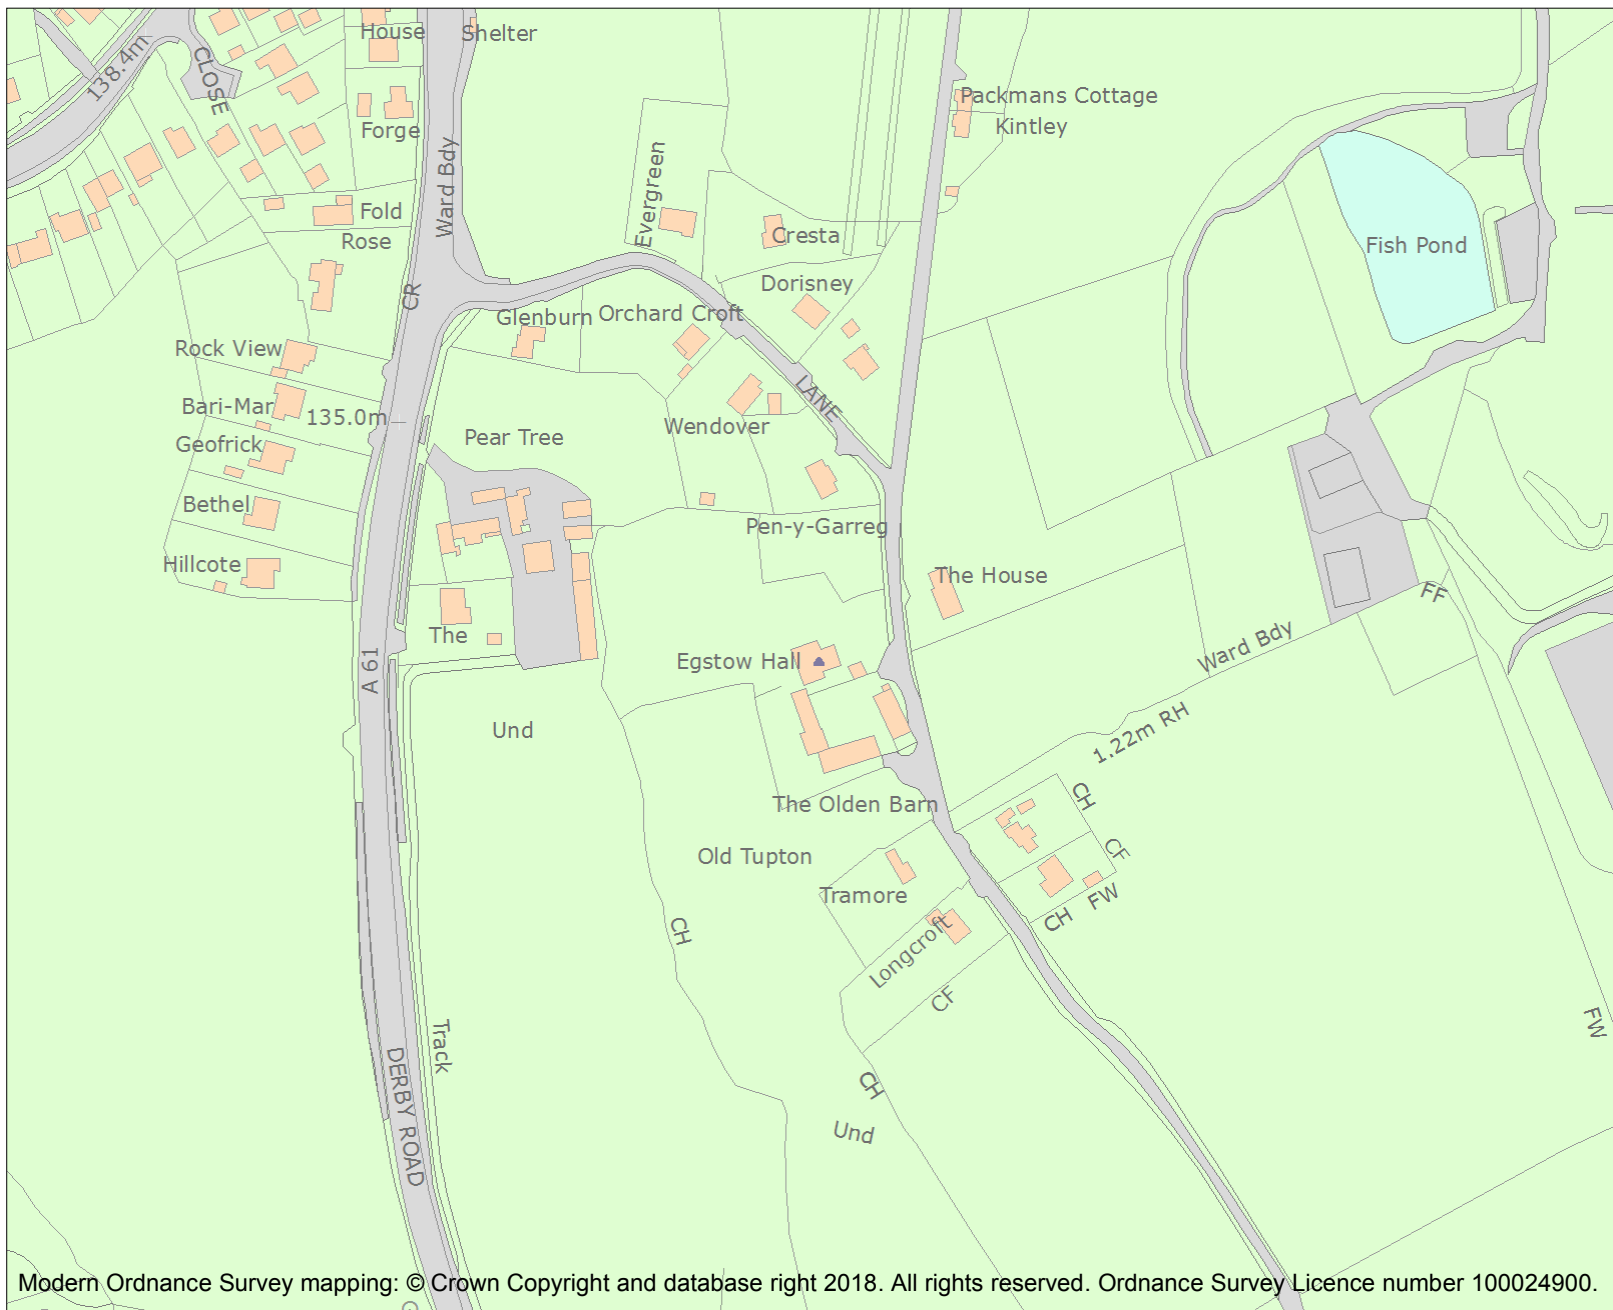 House
Shelter
138.4m
CLOSE
Forge
Ward Bdy
Packmans Cottage
Kintley
Evergreen
Fold
Rose
Cresta
Fish Pond
Dorisney
CR
Glenburn
Orchard Croft
Rock View
LANE
Bari-Mar
135.0m
Wendover
Geofrick
Pear Tree
Bethel
Pen-y-Garreg
Hillcote
The House
FF
The
Ward Bdy
A 61
Egstow Hall
Und
1.22m RH
The Olden Barn
CH
Old Tupton
CF
Tramore
FW
CH
CH
Longcroft
CF
FW
Track
DERBY ROAD
CH
Und
Modern Ordnance Survey mapping: © Crown Copyright and database right 2018. All rights reserved. Ordnance Survey Licence number 100024900.